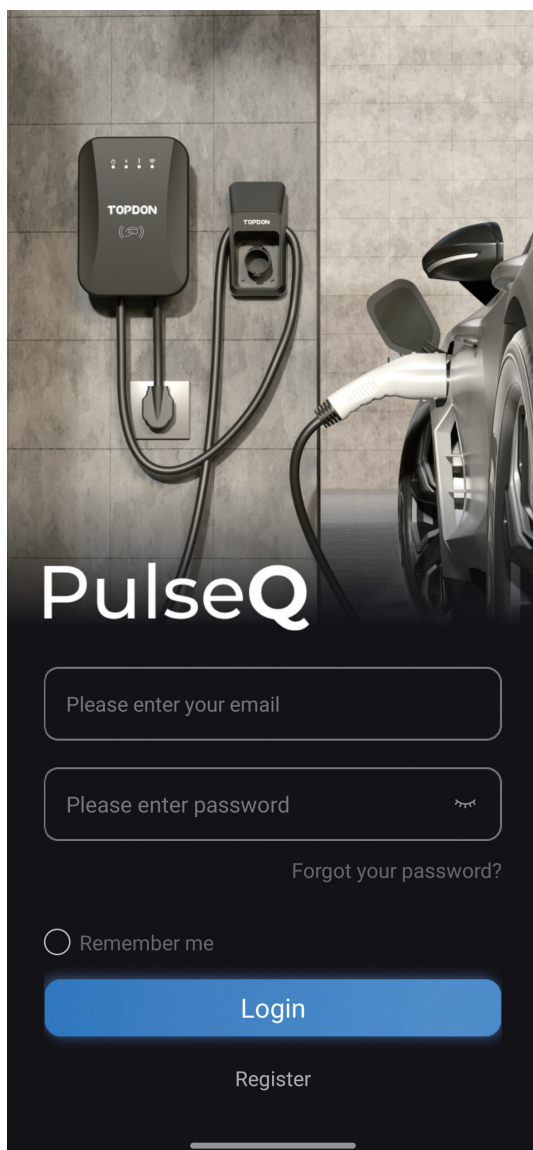 TOPDON
TOPDON
PulseQ
Please enter your email
Please enter password
Forgot your password?
Remember me
Login
Register